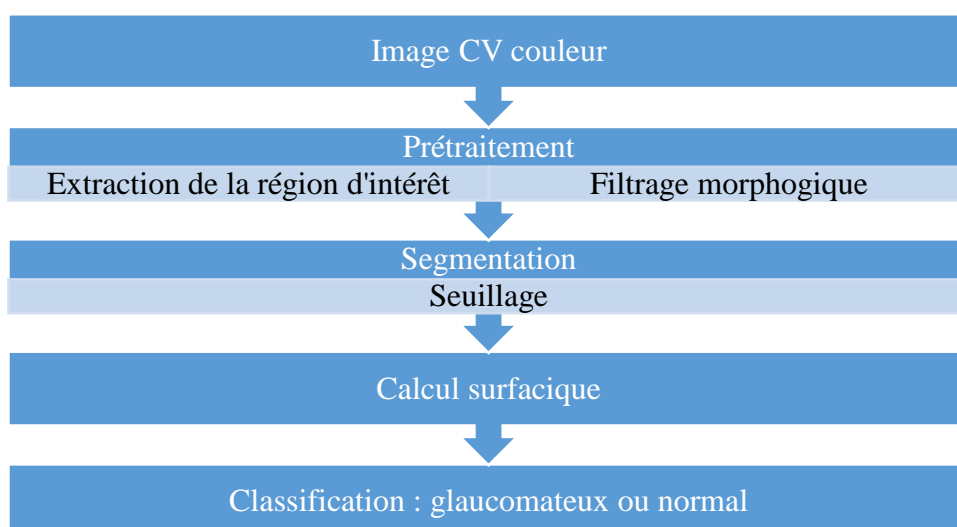 Image CV couleur
Prétraitement
Extraction de la région d'intérêt
Filtrage morphogique
Segmentation
Seuillage
Calcul surfacique
Classification : glaucomateux ou normal